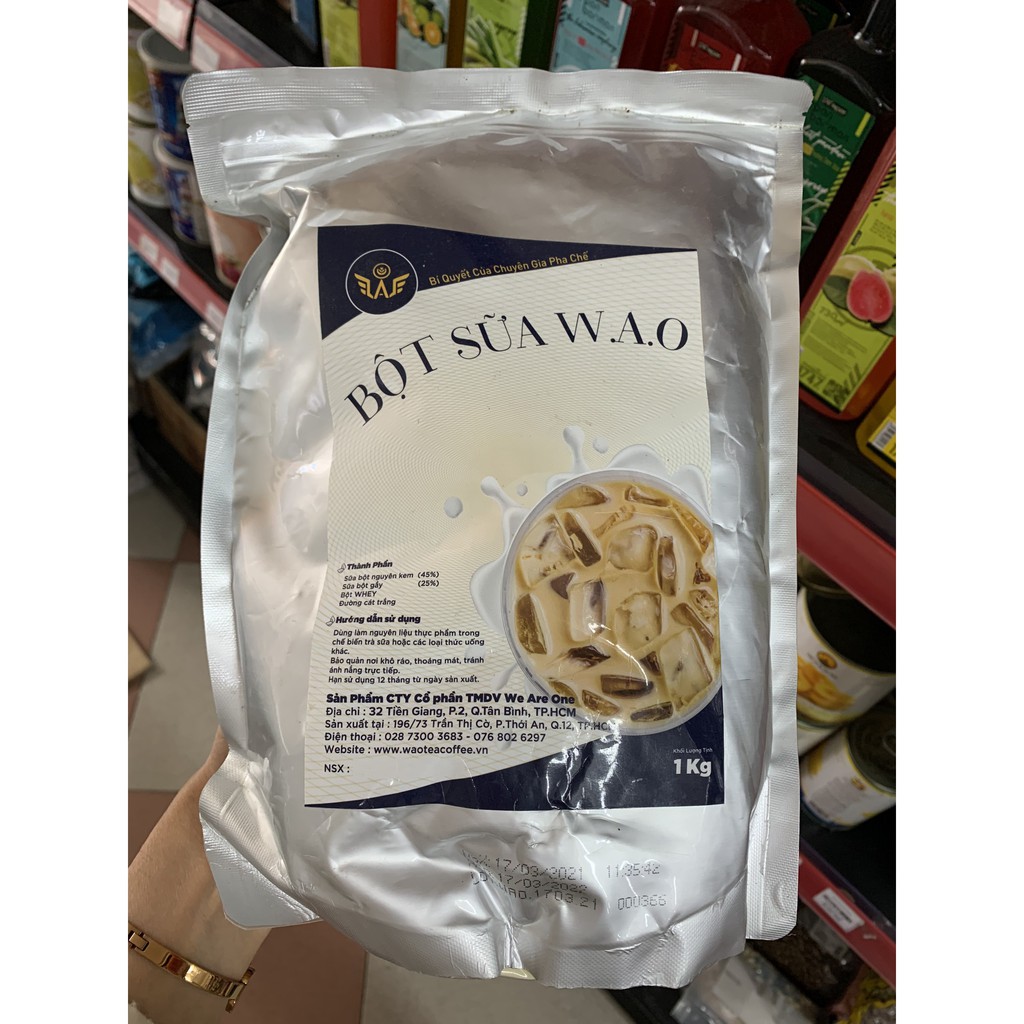 Bí Quyết Của Chuyên Gia Pha Chế
BỘT SỮA W.A.O
Thành Phần
Sữa bột nguyên kem (45%)
Sữa bột gầy (25%)
Bột WHEY
Đường cát trắng
Hướng dẫn sử dụng
Dùng làm nguyên liệu thực phẩm trong
chế biến trà sữa hoặc các loại thức uống
khác.
Bảo quản nơi khô ráo, thoáng mát, tránh
ánh nắng trực tiếp.
Hạn sử dụng 12 tháng từ ngày sản xuất.
Sản Phẩm CTY Cổ phần TMDV We Are One
Địa chỉ : 32 Tiền Giang, P.2, Q.Tân Bình, TP.HCM
Sản xuất tại : 196/73 Trần Thị Cờ, P.Thới An, Q.12, TP.HCM
Điện thoại : 028 7300 3683 - 076 802 6297
Website : www.waoteacoffee.vn
NSX :
Khối Lượng Tịnh
1 Kg
17/03/2021 11:35:42
17/03/2022
.1703.21 000366